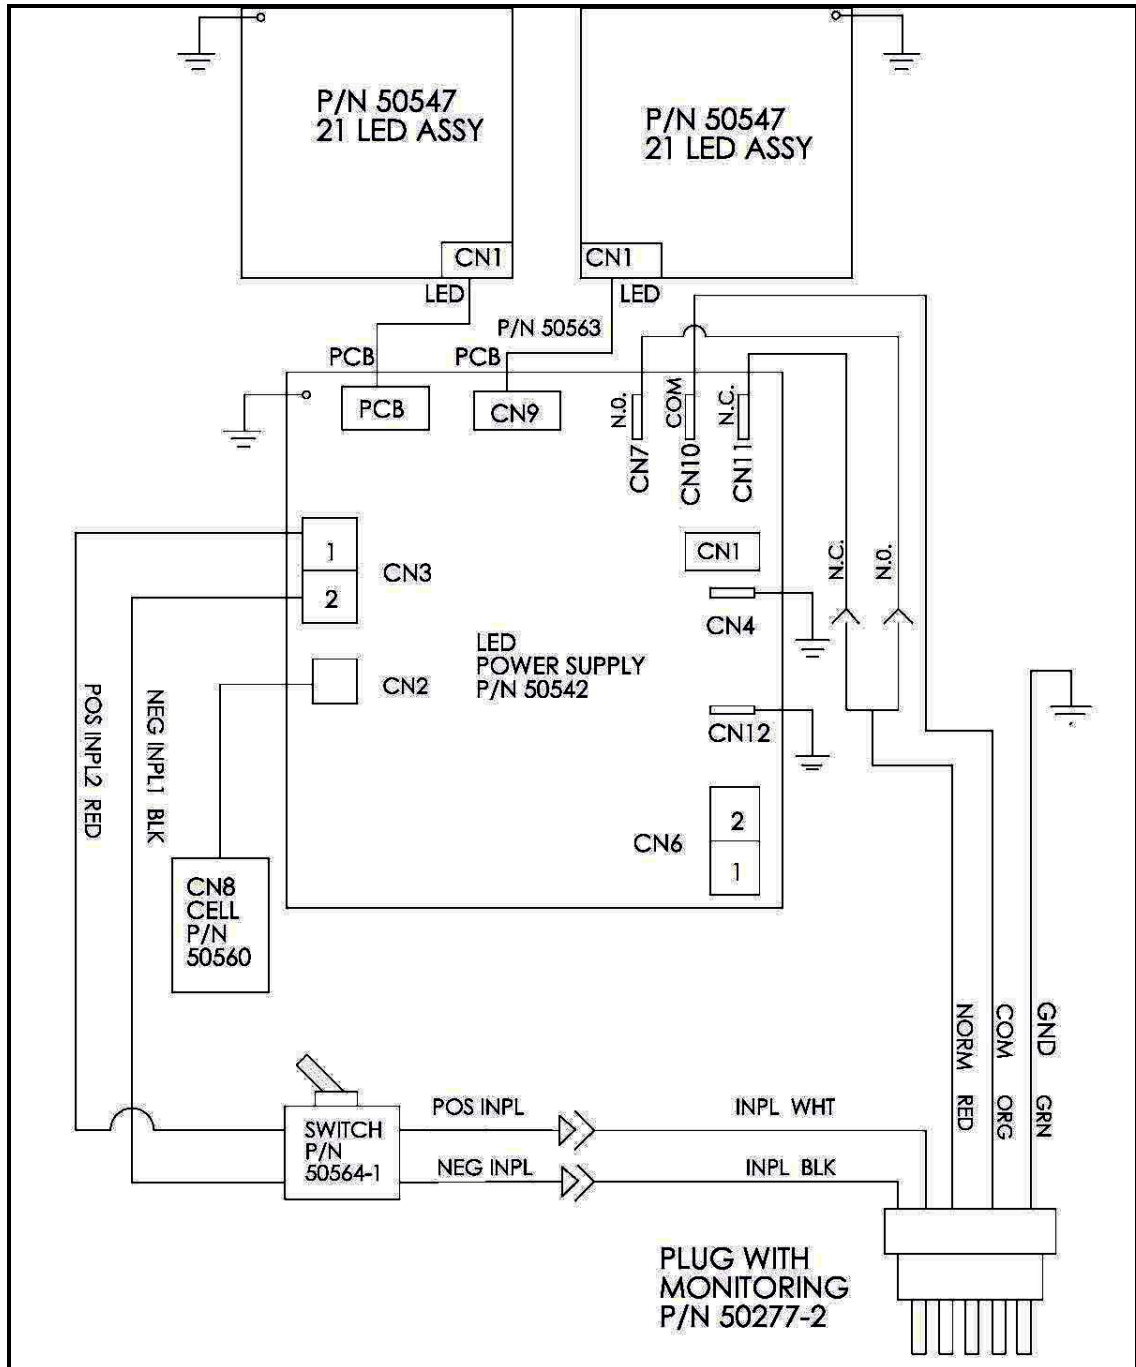 P/N 50547
21 LED ASSY
P/N 50547
21 LED ASSY
CN1
CN1
LED
LED
P/N 50563
PCB
PCB
PCB
CN9
N.O.
COM
N.C.
CN7
CN10
CN11
1
2
CN3
CN1
N.C.
N.O.
CN4
LED
POWER SUPPLY
P/N 50542
CN2
CN12
POS INPL2 RED
NEG INPL1 BLK
CN6
2
1
CN8
CELL
P/N
50560
NORM RED
COM ORG
GND GRN
SWITCH
P/N
50564-1
POS INPL
INPL WHT
NEG INPL
INPL BLK
PLUG WITH
MONITORING
P/N 50277-2